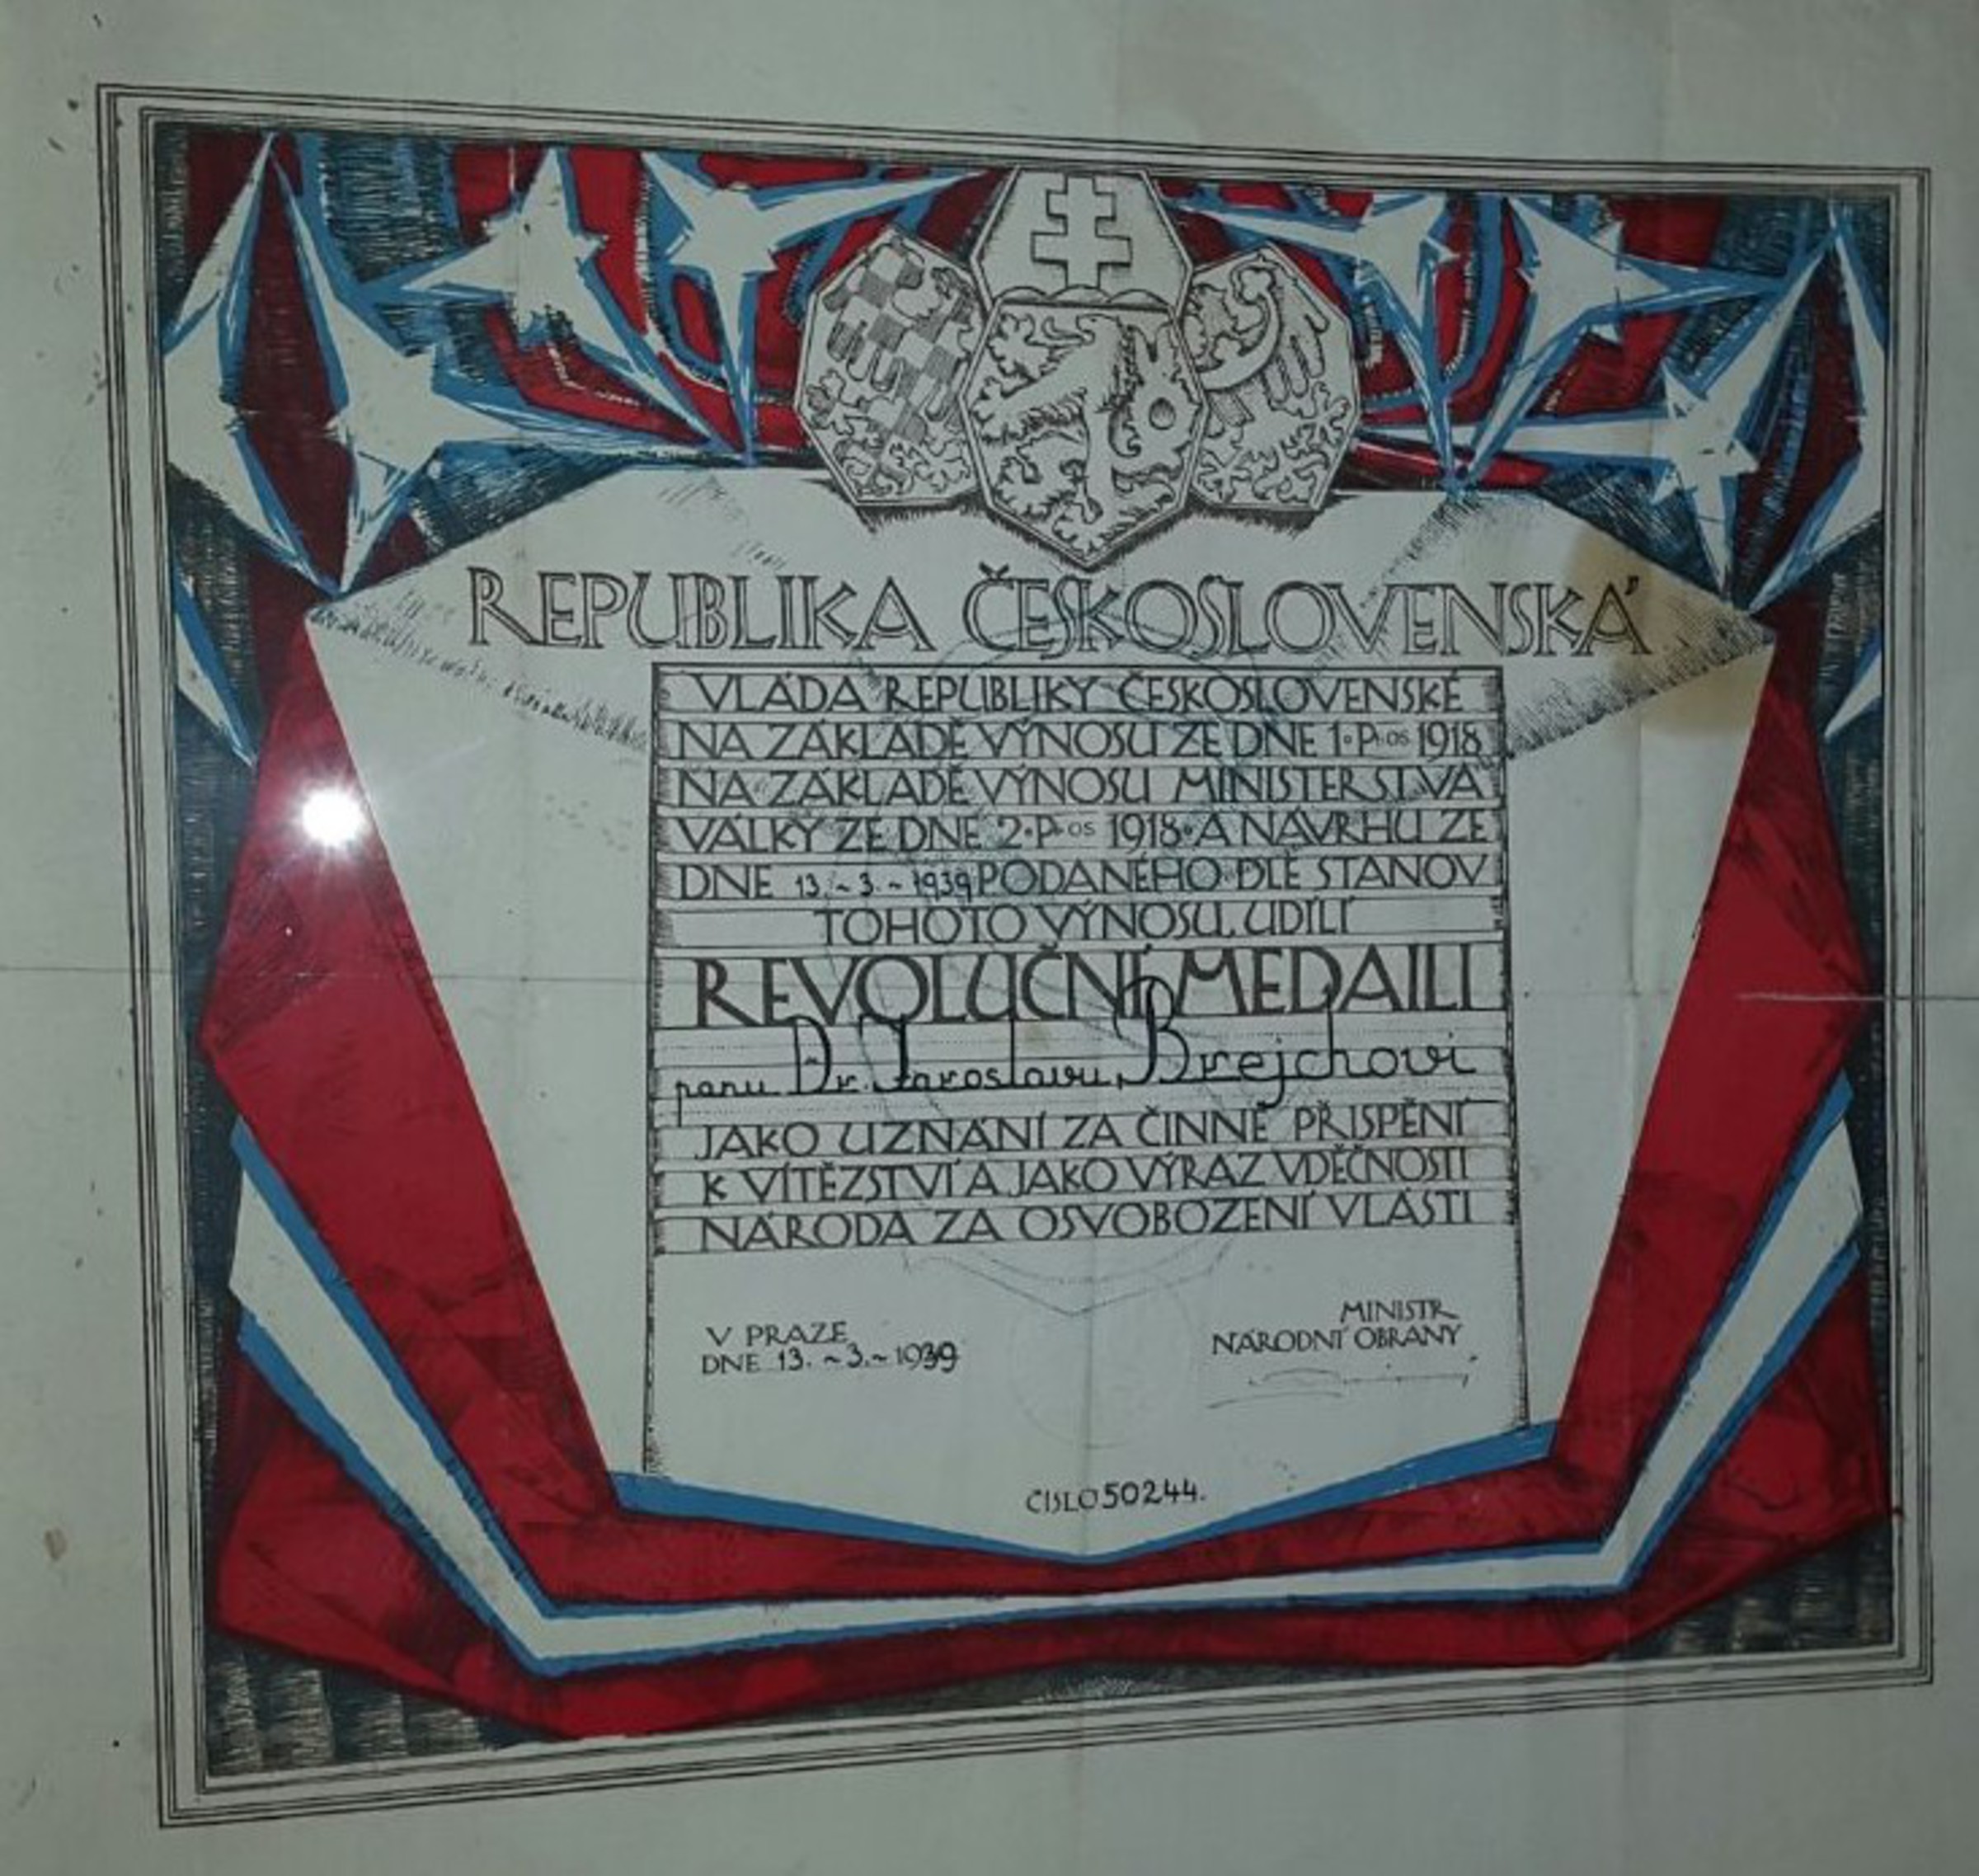 REPUBLIKA ČESKOSLOVENSKÁ
VLÁDA REPUBLIKY ČESKOSLOVENSKÉ
NA ZÁKLADĚ VÝNOSU ZE DNE 1·P·OS 1918
NA ZÁKLADĚ VÝNOSU MINISTERSTVA
VÁLKY ZE DNE 2·P·OS 1918·A NÁVRHU ZE
DNE 13.~3.~1939 PODANÉHO DLE STANOV
TOHOTO VÝNOSU, UDÍLÍ
REVOLUČNÍ MEDAILI
panu Dr. Jaroslavu Brejchovi
JAKO UZNÁNÍ ZA ČINNÉ PŘISPĚNÍ
K VÍTĚZSTVÍ A JAKO VÝRAZ VDĚČNOSTI
NÁRODA ZA OSVOBOZENÍ VLASTI
V PRAZE
DNE 13.~3.~1939
MINISTR
NÁRODNÍ OBRANY
ČÍSLO 50244.